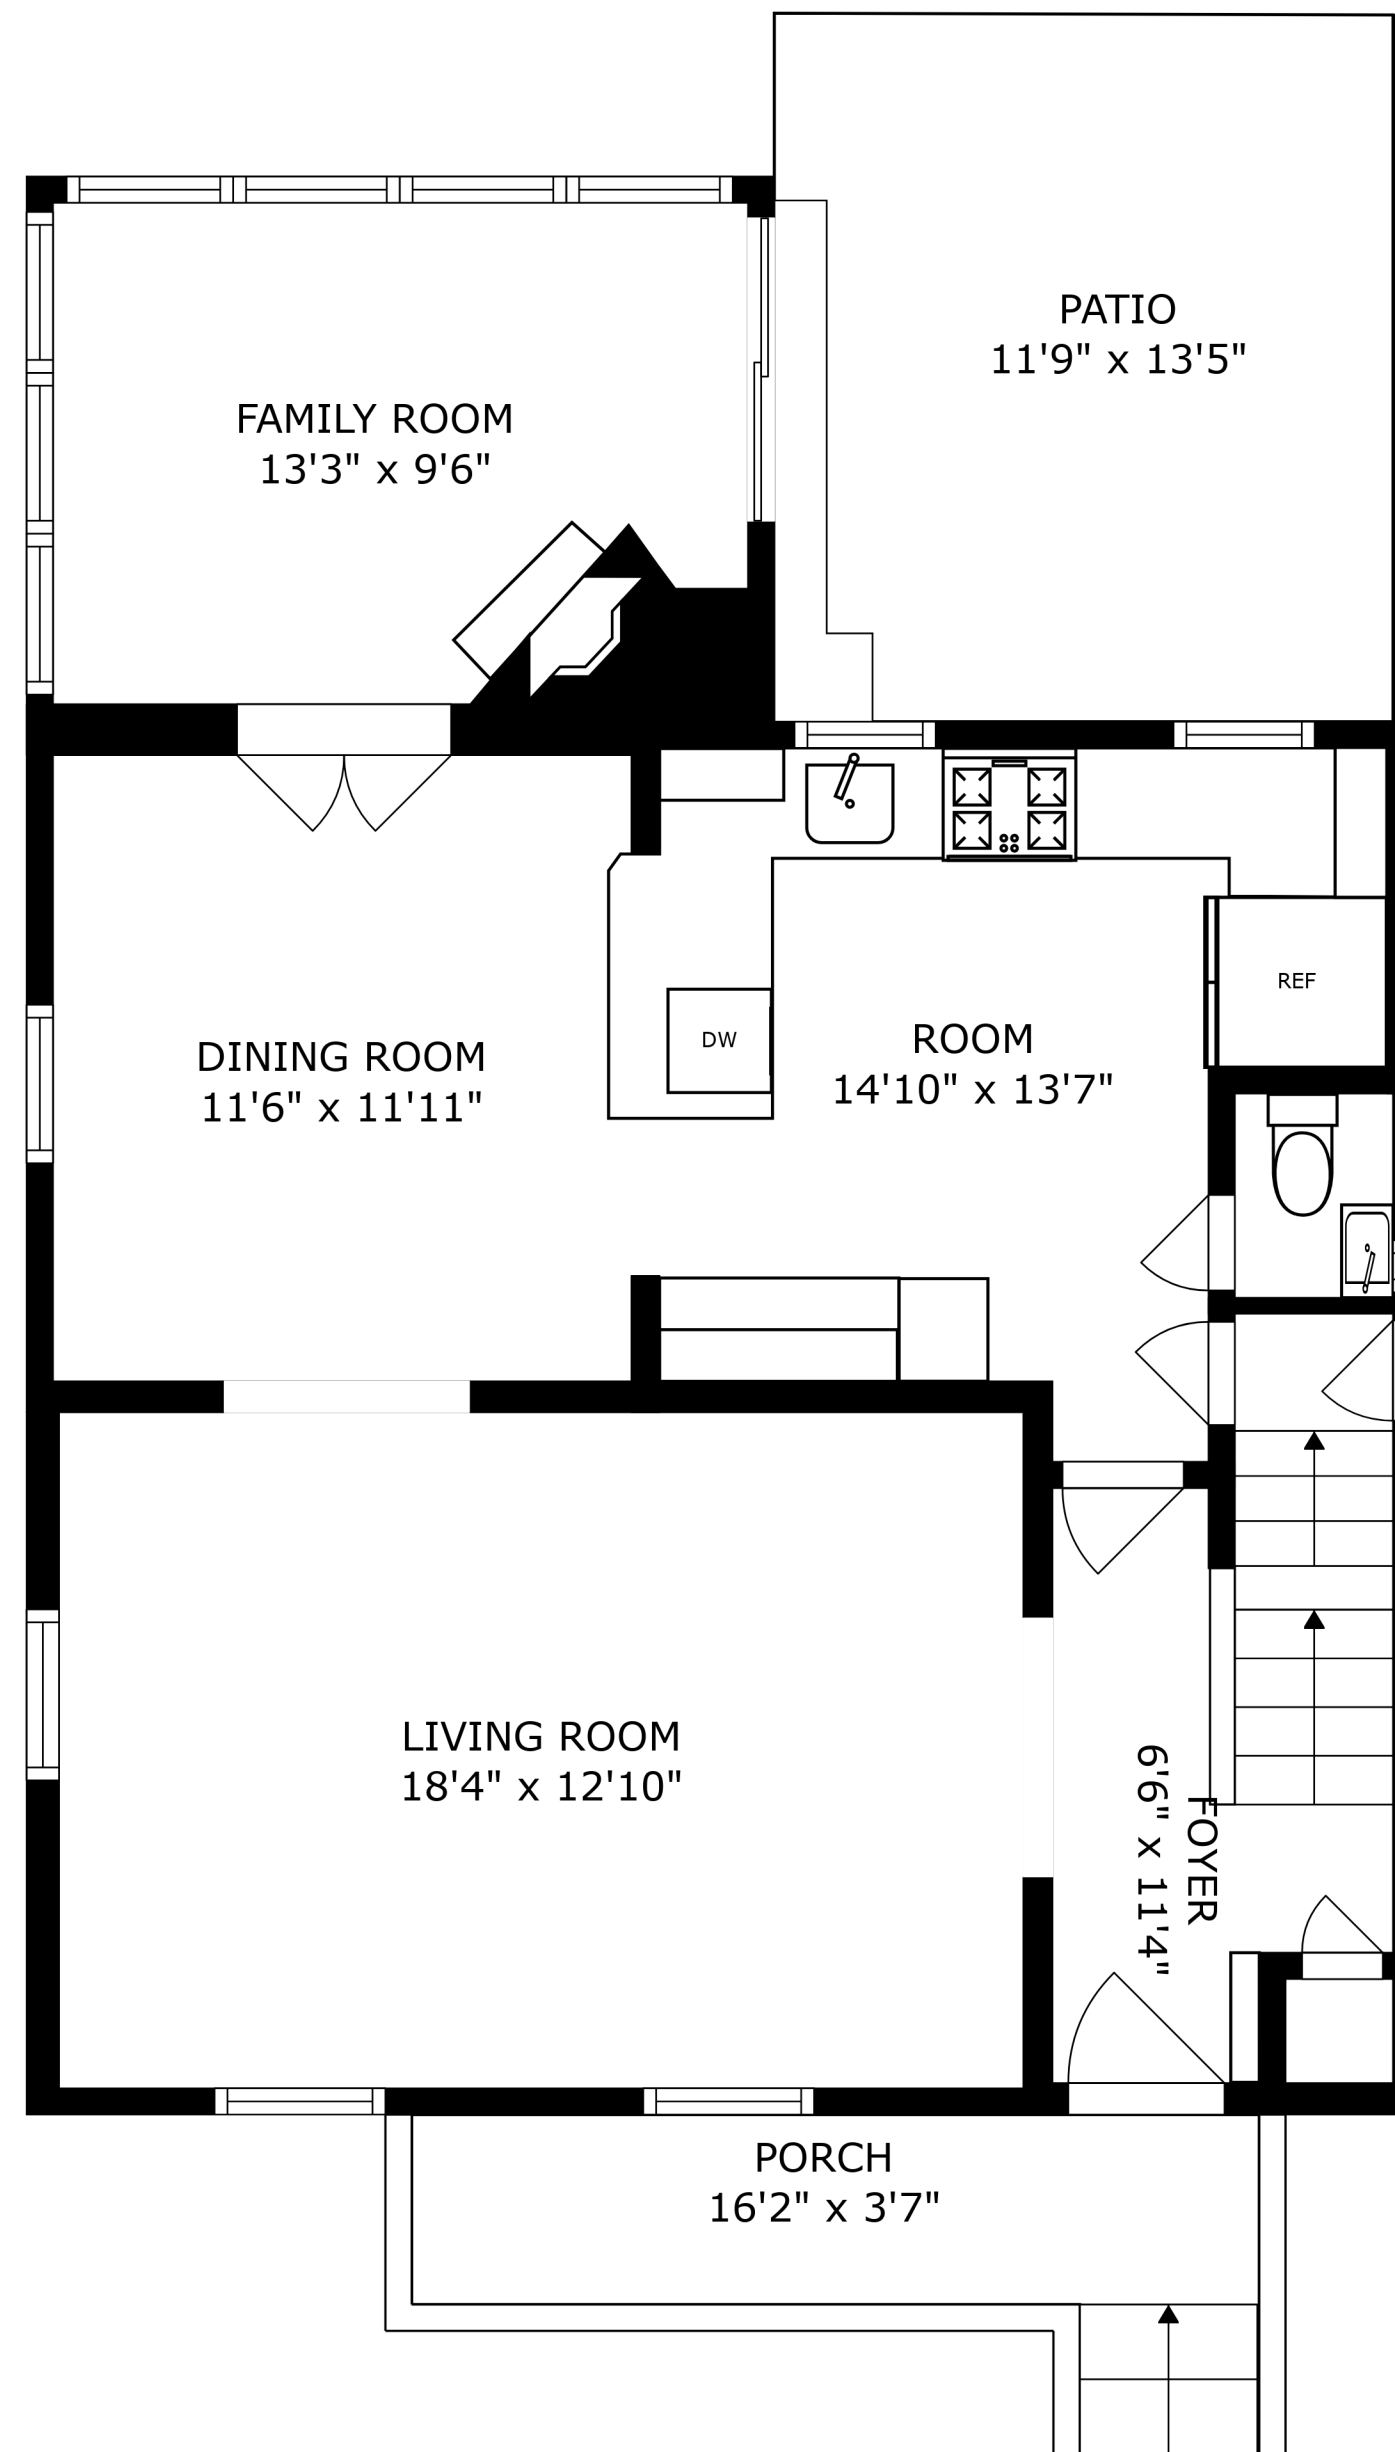 PATIO
11'9" x 13'5"
FAMILY ROOM
13'3" x 9'6"
REF
DW
ROOM
14'10" x 13'7"
DINING ROOM
11'6" x 11'11"
LIVING ROOM
18'4" x 12'10"
FOYER
6'6" x 11'4"
PORCH
16'2" x 3'7"